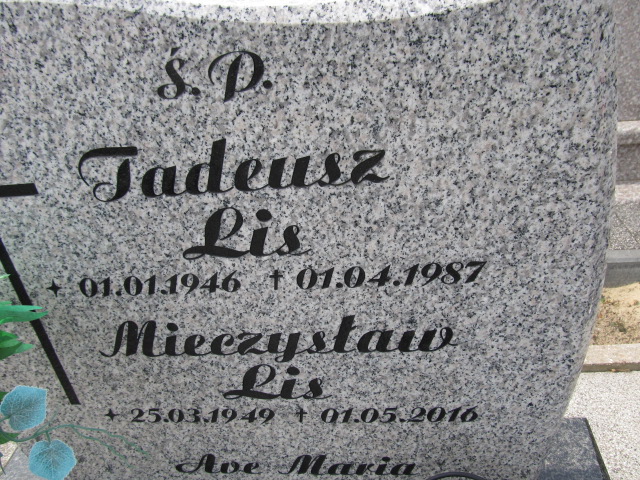 Ś. P.
Tadeusz
Lis
01.01.1946 † 01.04.1987
Mieczysław
Lis
25.03.1949 † 01.05.2016
Ave Maria